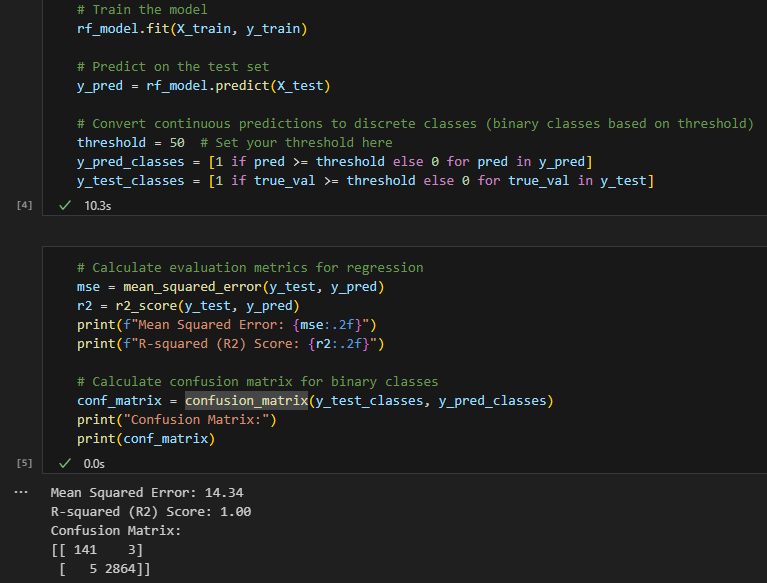 # Train the model
rf_model.fit(X_train, y_train)
# Predict on the test set
y_pred = rf_model.predict(X_test)
# Convert continuous predictions to discrete classes (binary classes based on threshold)
threshold = 50  # Set your threshold here
y_pred_classes = [1 if pred >= threshold else 0 for pred in y_pred]
y_test_classes = [1 if true_val >= threshold else 0 for true_val in y_test]
[4] ✓ 10.3s
# Calculate evaluation metrics for regression
mse = mean_squared_error(y_test, y_pred)
r2 = r2_score(y_test, y_pred)
print(f"Mean Squared Error: {mse:.2f}")
print(f"R-squared (R2) Score: {r2:.2f}")
# Calculate confusion matrix for binary classes
conf_matrix = confusion_matrix(y_test_classes, y_pred_classes)
print("Confusion Matrix:")
print(conf_matrix)
[5] ✓ 0.0s
... Mean Squared Error: 14.34
R-squared (R2) Score: 1.00
Confusion Matrix:
[[ 141    3]
 [   5 2864]]